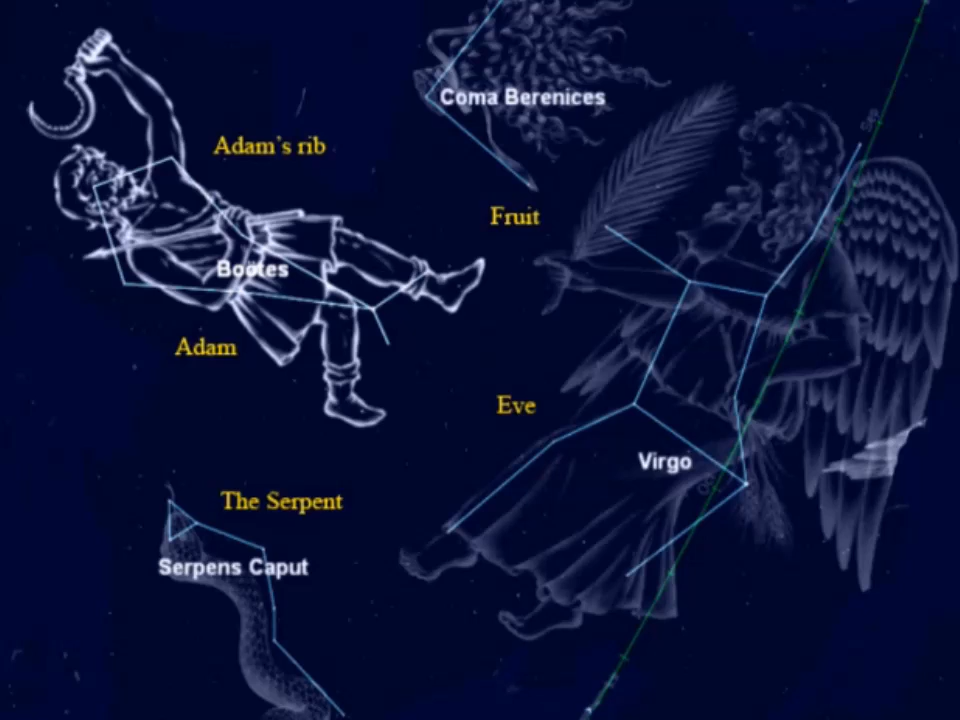 Coma Berenices
Adam's rib
Fruit
Bootes
Adam
Eve
Virgo
The Serpent
Serpens Caput